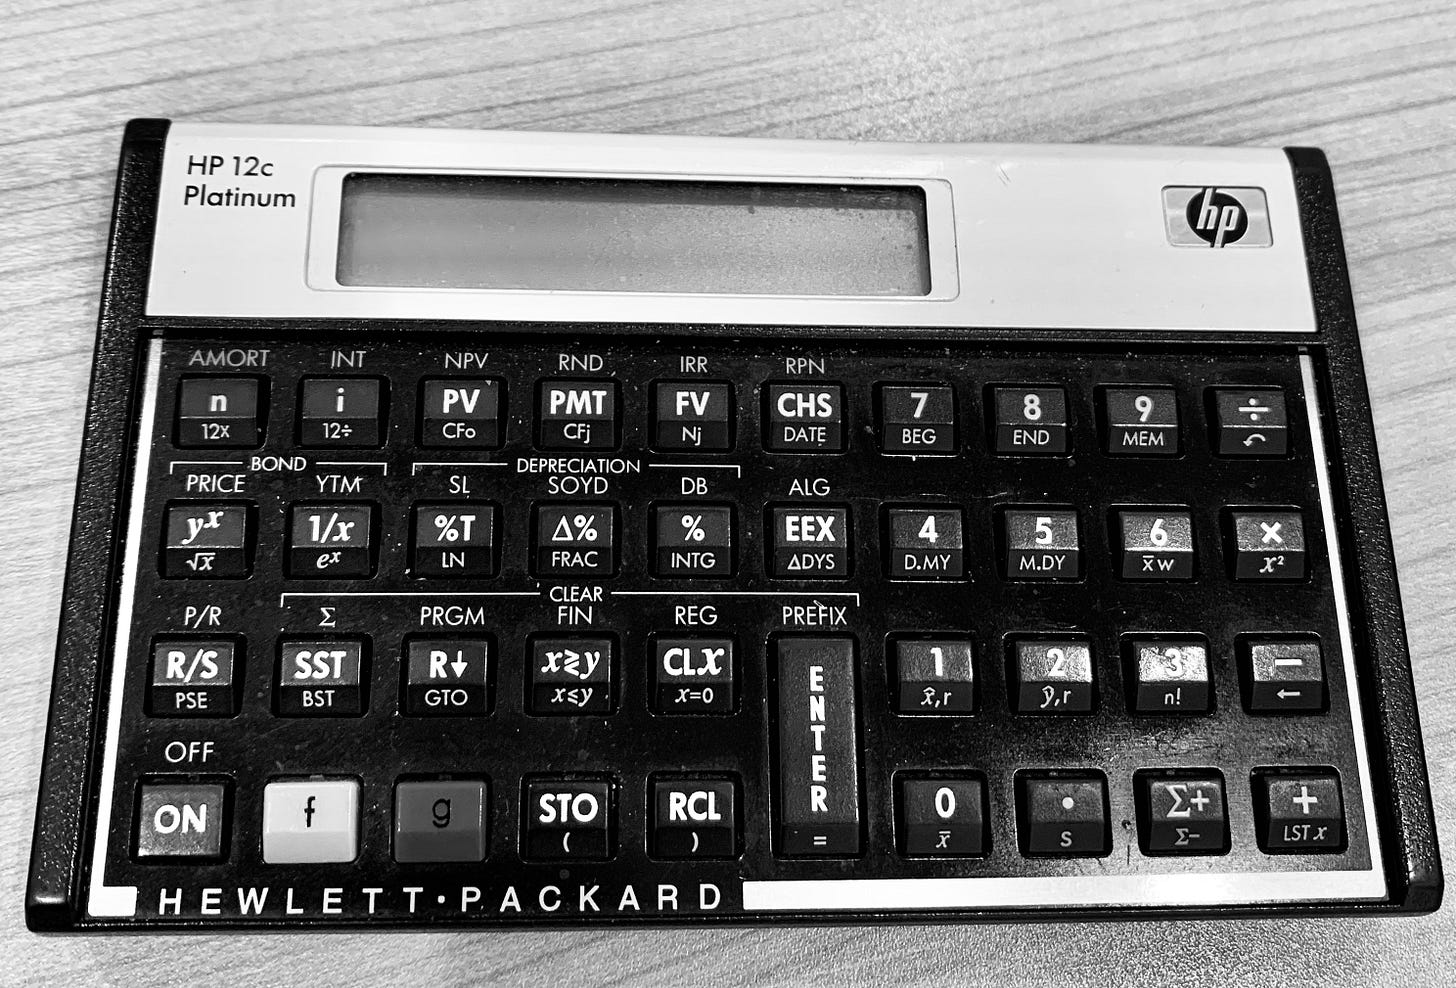 HP 12c
Platinum
hp
AMORT INT NPV RND IRR RPN
n i PV PMT FV CHS 7 8 9 ÷
12x 12÷ CFo CFj Nj DATE BEG END MEM ↶
BOND DEPRECIATION
PRICE YTM SL SOYD DB ALG
yˣ 1/x %T Δ% % EEX 4 5 6 ×
√x eˣ LN FRAC INTG ΔDYS D.MY M.DY x̄w x²
CLEAR
P/R Σ PRGM FIN REG PREFIX
R/S SST R↓ x≷y CLx ENTER 1 2 3 −
PSE BST GTO x≤y x=0 x̂,r ŷ,r n! ←
OFF
ON f g STO RCL 0 • Σ+ +
( ) = x̄ s Σ− LST x
HEWLETT•PACKARD